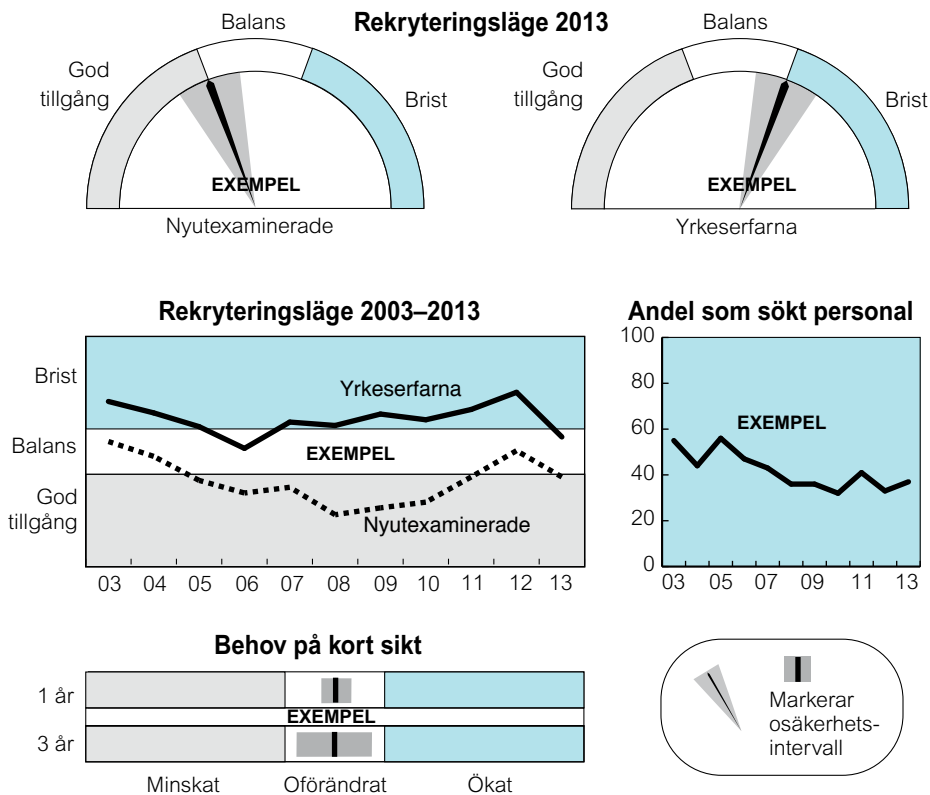 Rekryteringsläge 2013
Balans
God
tillgång
Brist
EXEMPEL
Nyutexaminerade
Balans
God
tillgång
Brist
EXEMPEL
Yrkeserfarna
Rekryteringsläge 2003–2013
Brist
Balans
God
tillgång
Yrkeserfarna
EXEMPEL
Nyutexaminerade
03 04 05 06 07 08 09 10 11 12 13
Andel som sökt personal
100
80
60
40
20
0
EXEMPEL
03 05 07 09 11 13
Behov på kort sikt
1 år
EXEMPEL
3 år
Minskat Oförändrat Ökat
Markerar
osäkerhets-
intervall